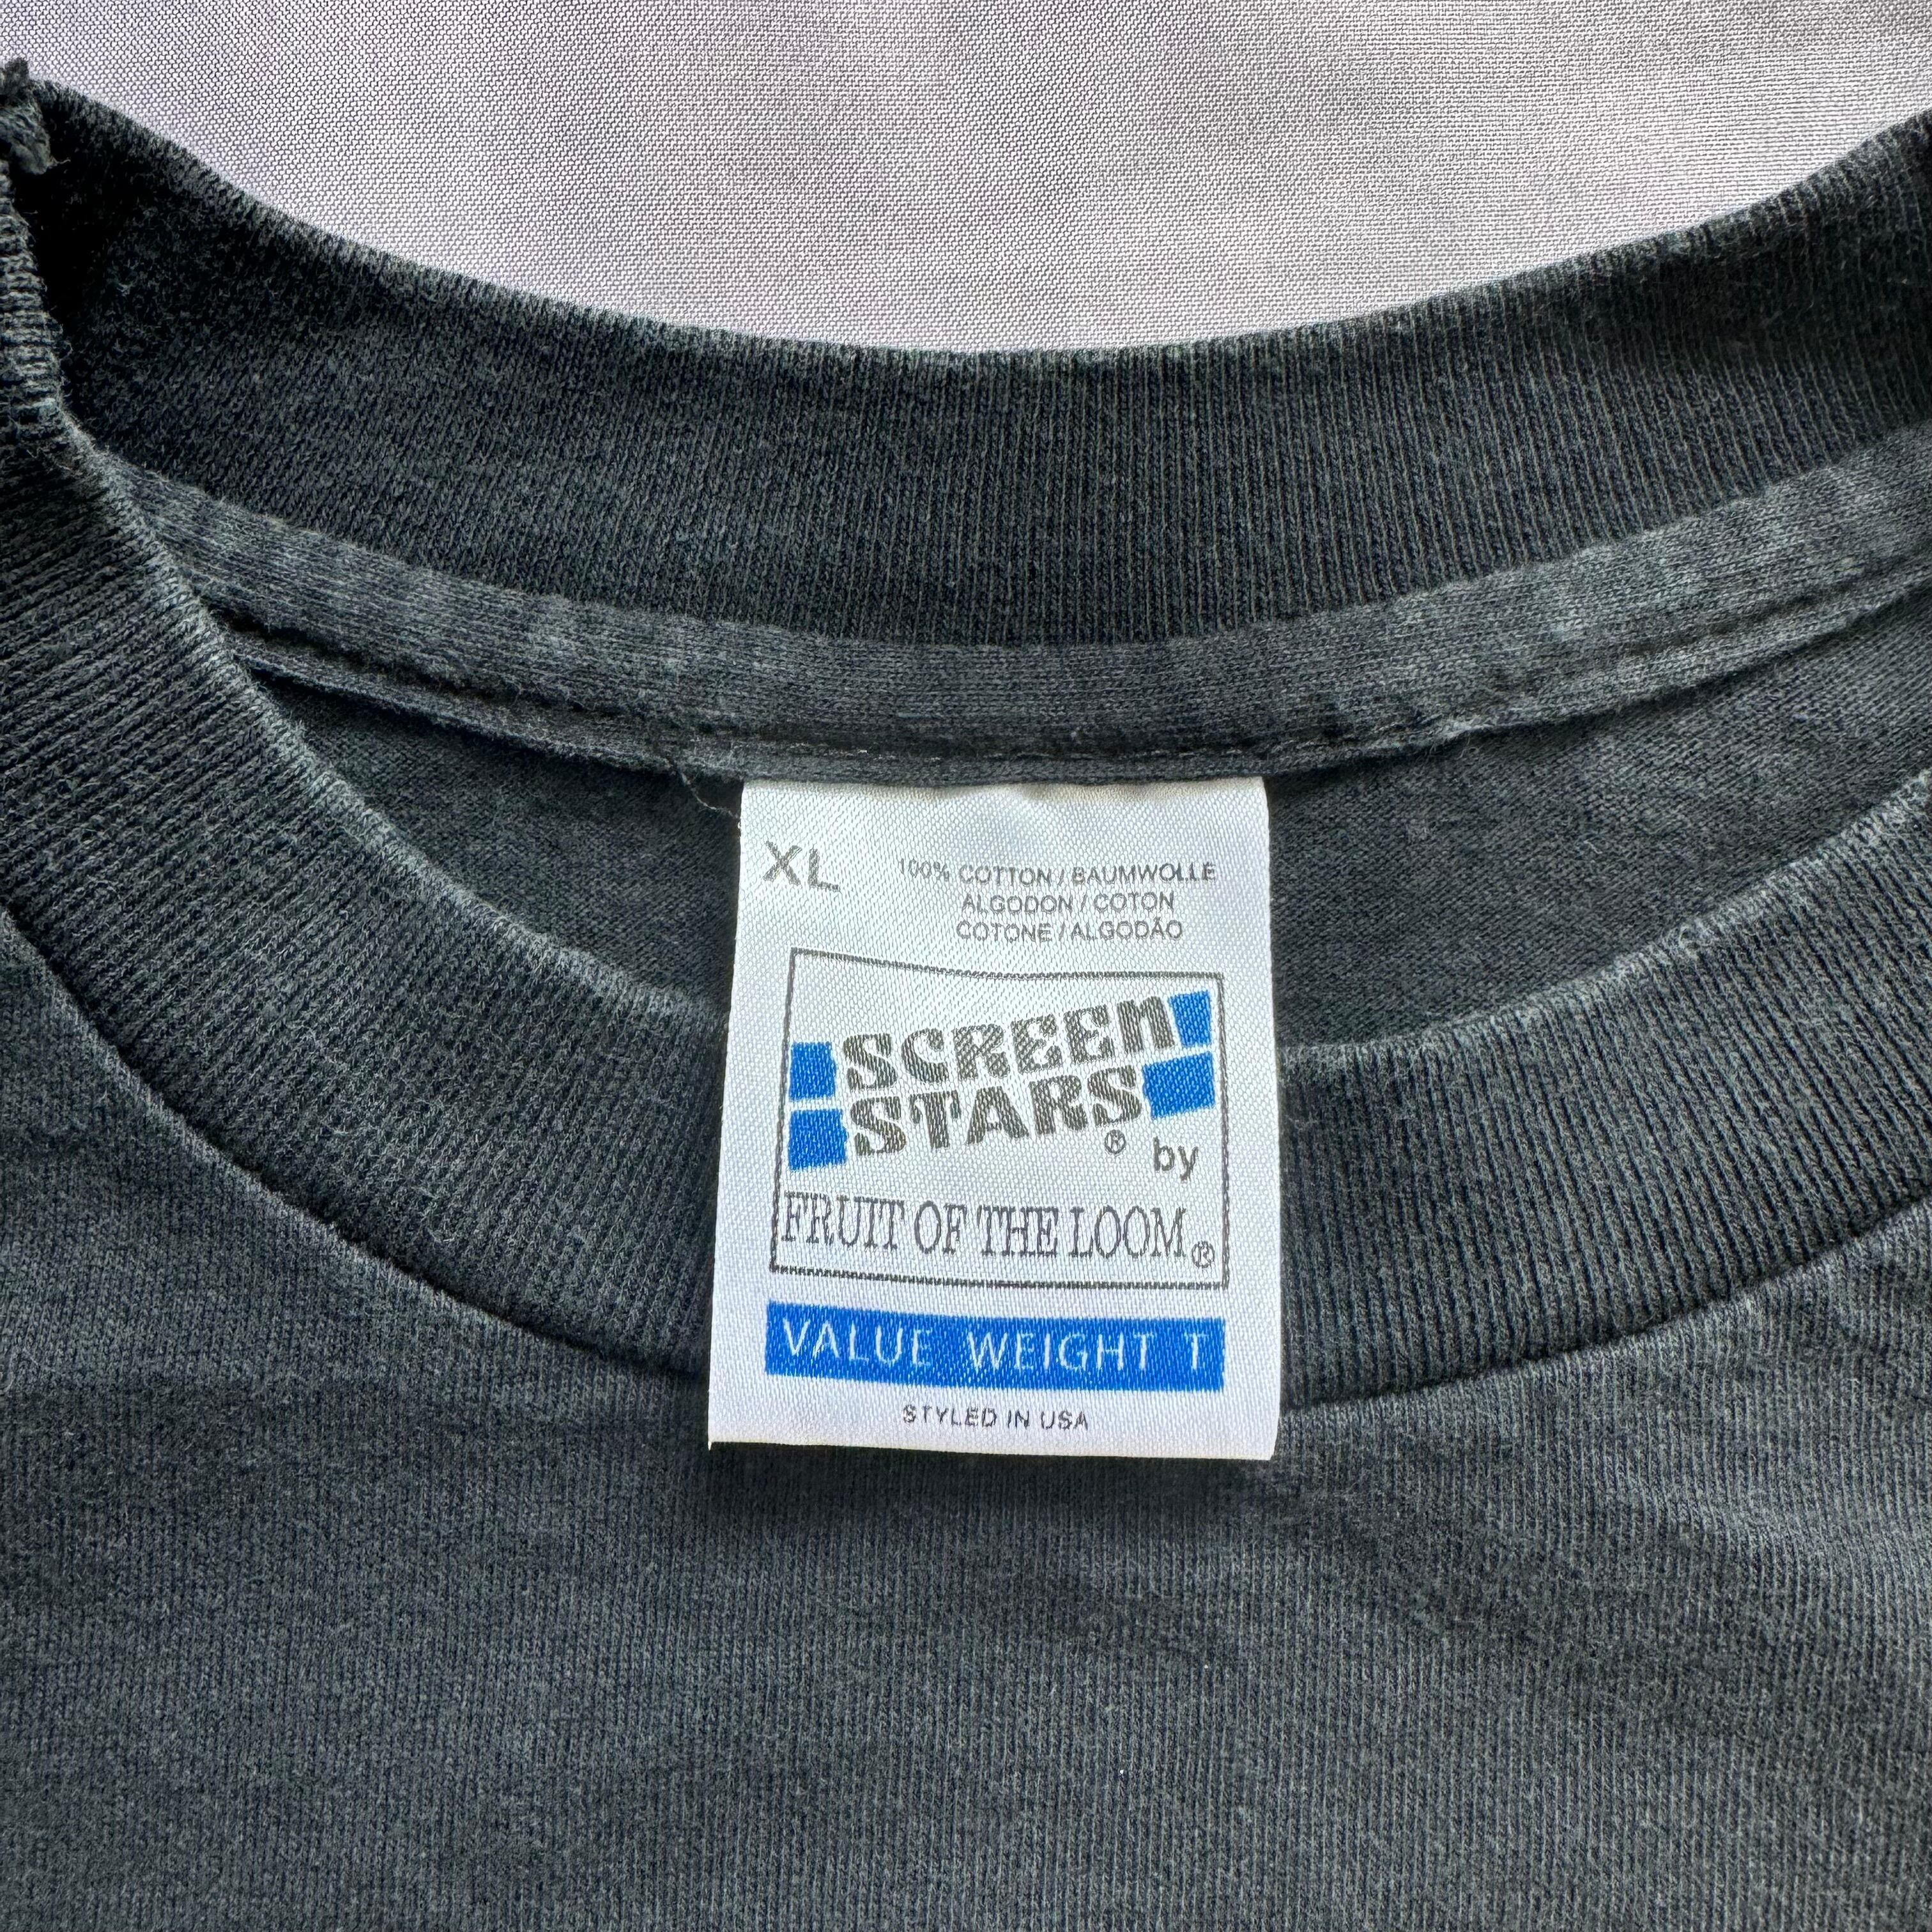 XL
100% COTTON / BAUMWOLLE
ALGODON / COTON
COTONE / ALGODÃO
SCREEN
STARS® by
FRUIT OF THE LOOM®
VALUE WEIGHT T
STYLED IN USA